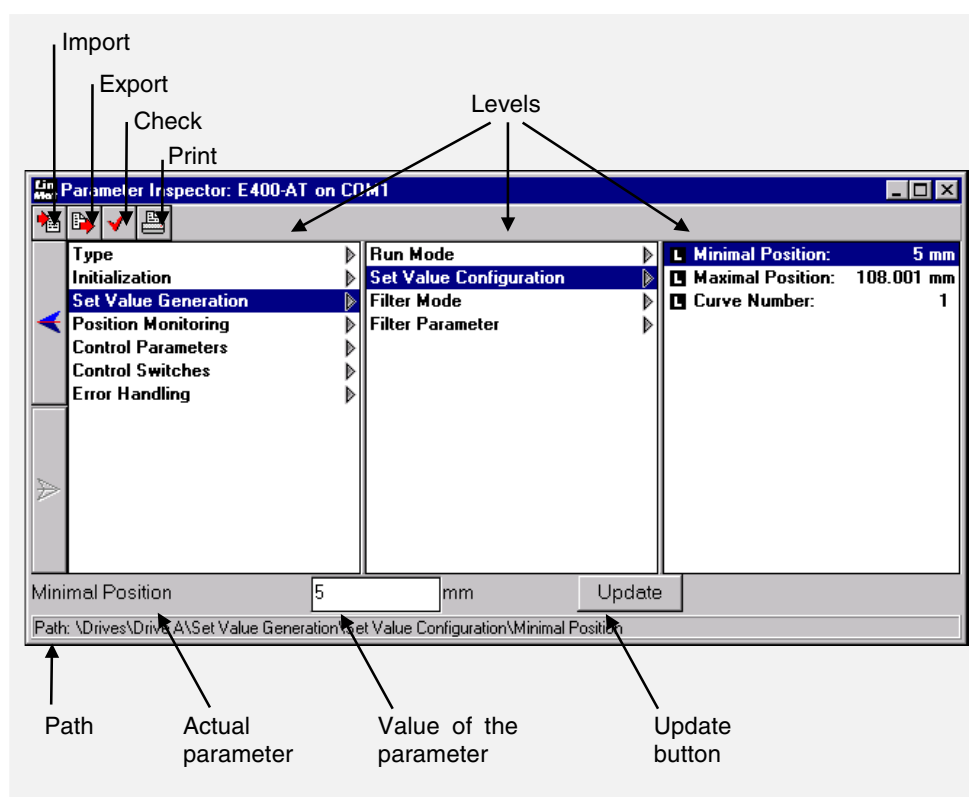 Import
Export
Levels
Check
Print
Lin Mot Parameter Inspector: E400-AT on COM1
Type
Initialization
Set Value Generation
Position Monitoring
Control Parameters
Control Switches
Error Handling
Run Mode
Set Value Configuration
Filter Mode
Filter Parameter
L Minimal Position: 5 mm
L Maximal Position: 108.001 mm
L Curve Number: 1
Minimal Position 5 mm Update
Path: \Drives\Drive A\Set Value Generation\Set Value Configuration\Minimal Position
Path
Actual
parameter
Value of the
parameter
Update
button